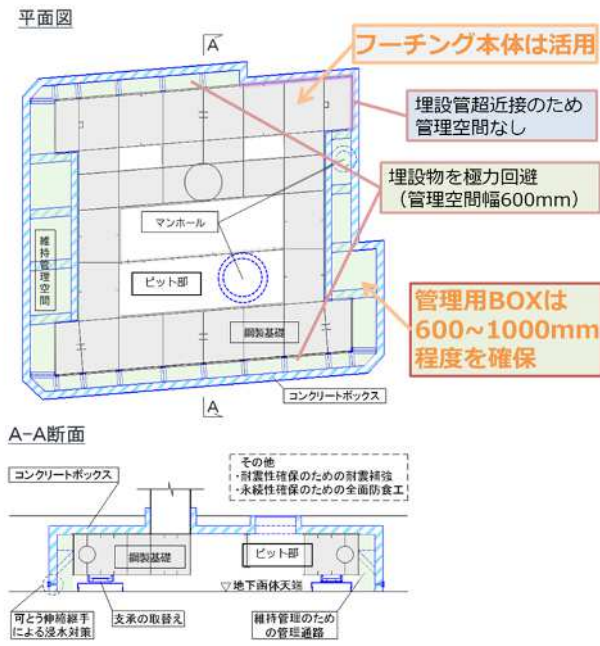 平面図
A
フーチング本体は活用
埋設管超近接のため
管理空間なし
埋設物を極力回避
（管理空間幅600mm）
マンホール
維持管理空間
ピット部
管理用BOXは
600~1000mm
程度を確保
鋼製基礎
コンクリートボックス
A
A-A断面
コンクリートボックス
その他
・耐震性確保のための耐震補強
・永続性確保のための全面防食工
鋼製基礎
ピット部
▽地下函体天端
可とう伸縮継手
による浸水対策
支承の取替え
維持管理のため
の管理通路